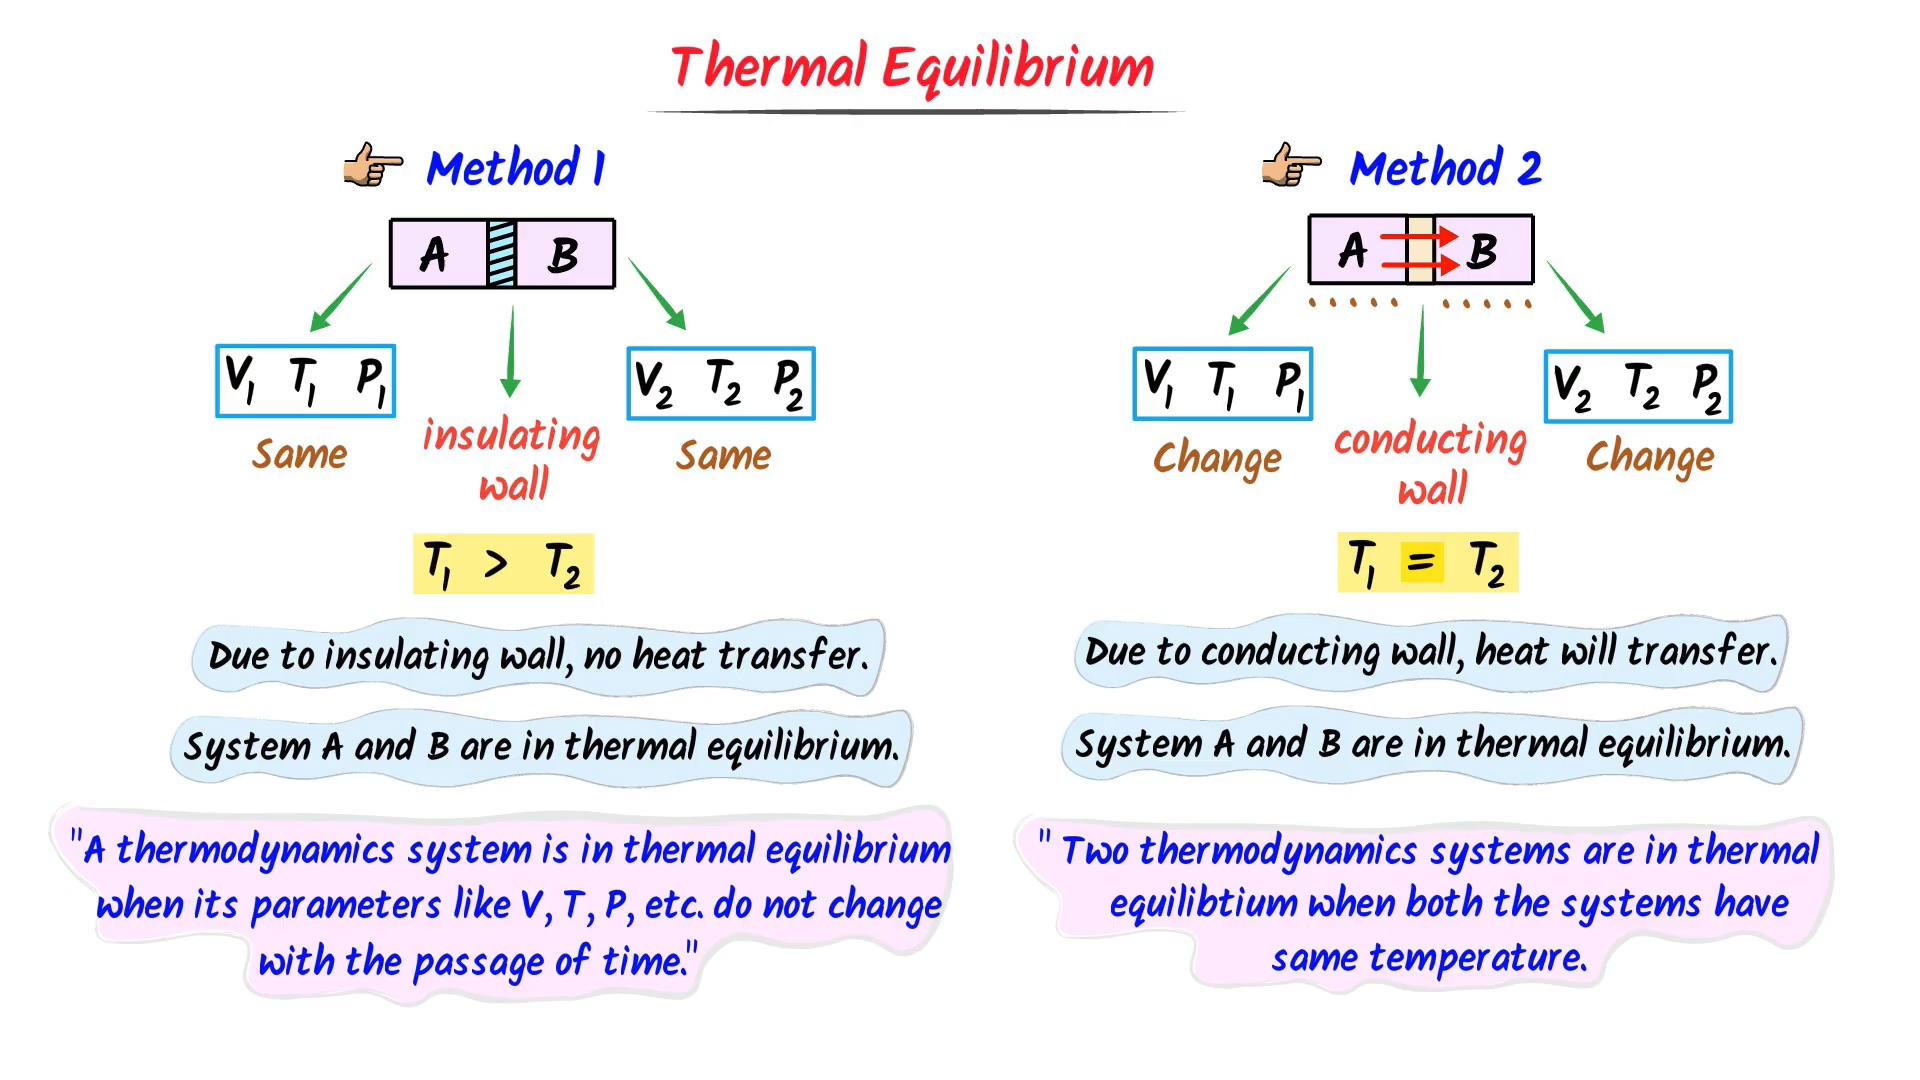 Thermal Equilibrium
Method 1
A B
V₁ T₁ P₁
V₂ T₂ P₂
Same
insulating
wall
Same
T₁ > T₂
Due to insulating wall, no heat transfer.
System A and B are in thermal equilibrium.
"A thermodynamics system is in thermal equilibrium
when its parameters like V, T, P, etc. do not change
with the passage of time."
Method 2
A B
V₁ T₁ P₁
V₂ T₂ P₂
Change
conducting
wall
Change
T₁ = T₂
Due to conducting wall, heat will transfer.
System A and B are in thermal equilibrium.
" Two thermodynamics systems are in thermal
equilibtium when both the systems have
same temperature.